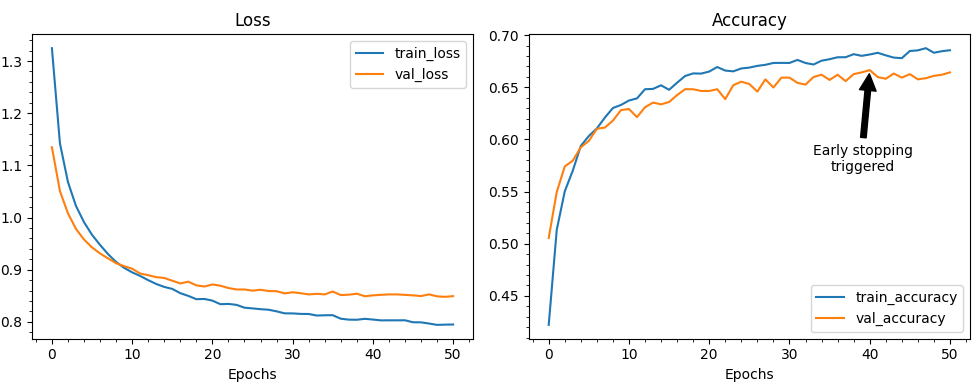 Loss
1.3
1.2
1.1
1.0
0.9
0.8
train_loss
val_loss
0 10 20 30 40 50
Epochs
Accuracy
0.70
0.65
0.60
0.55
0.50
0.45
Early stopping
triggered
train_accuracy
val_accuracy
0 10 20 30 40 50
Epochs